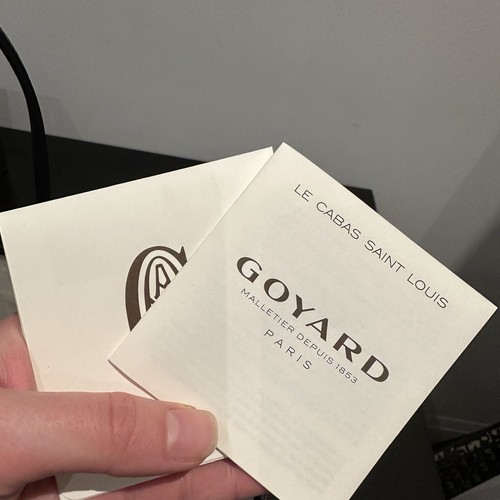 LE CABAS SAINT LOUIS
GOYARD
MALLETIER DEPUIS 1853
PARIS